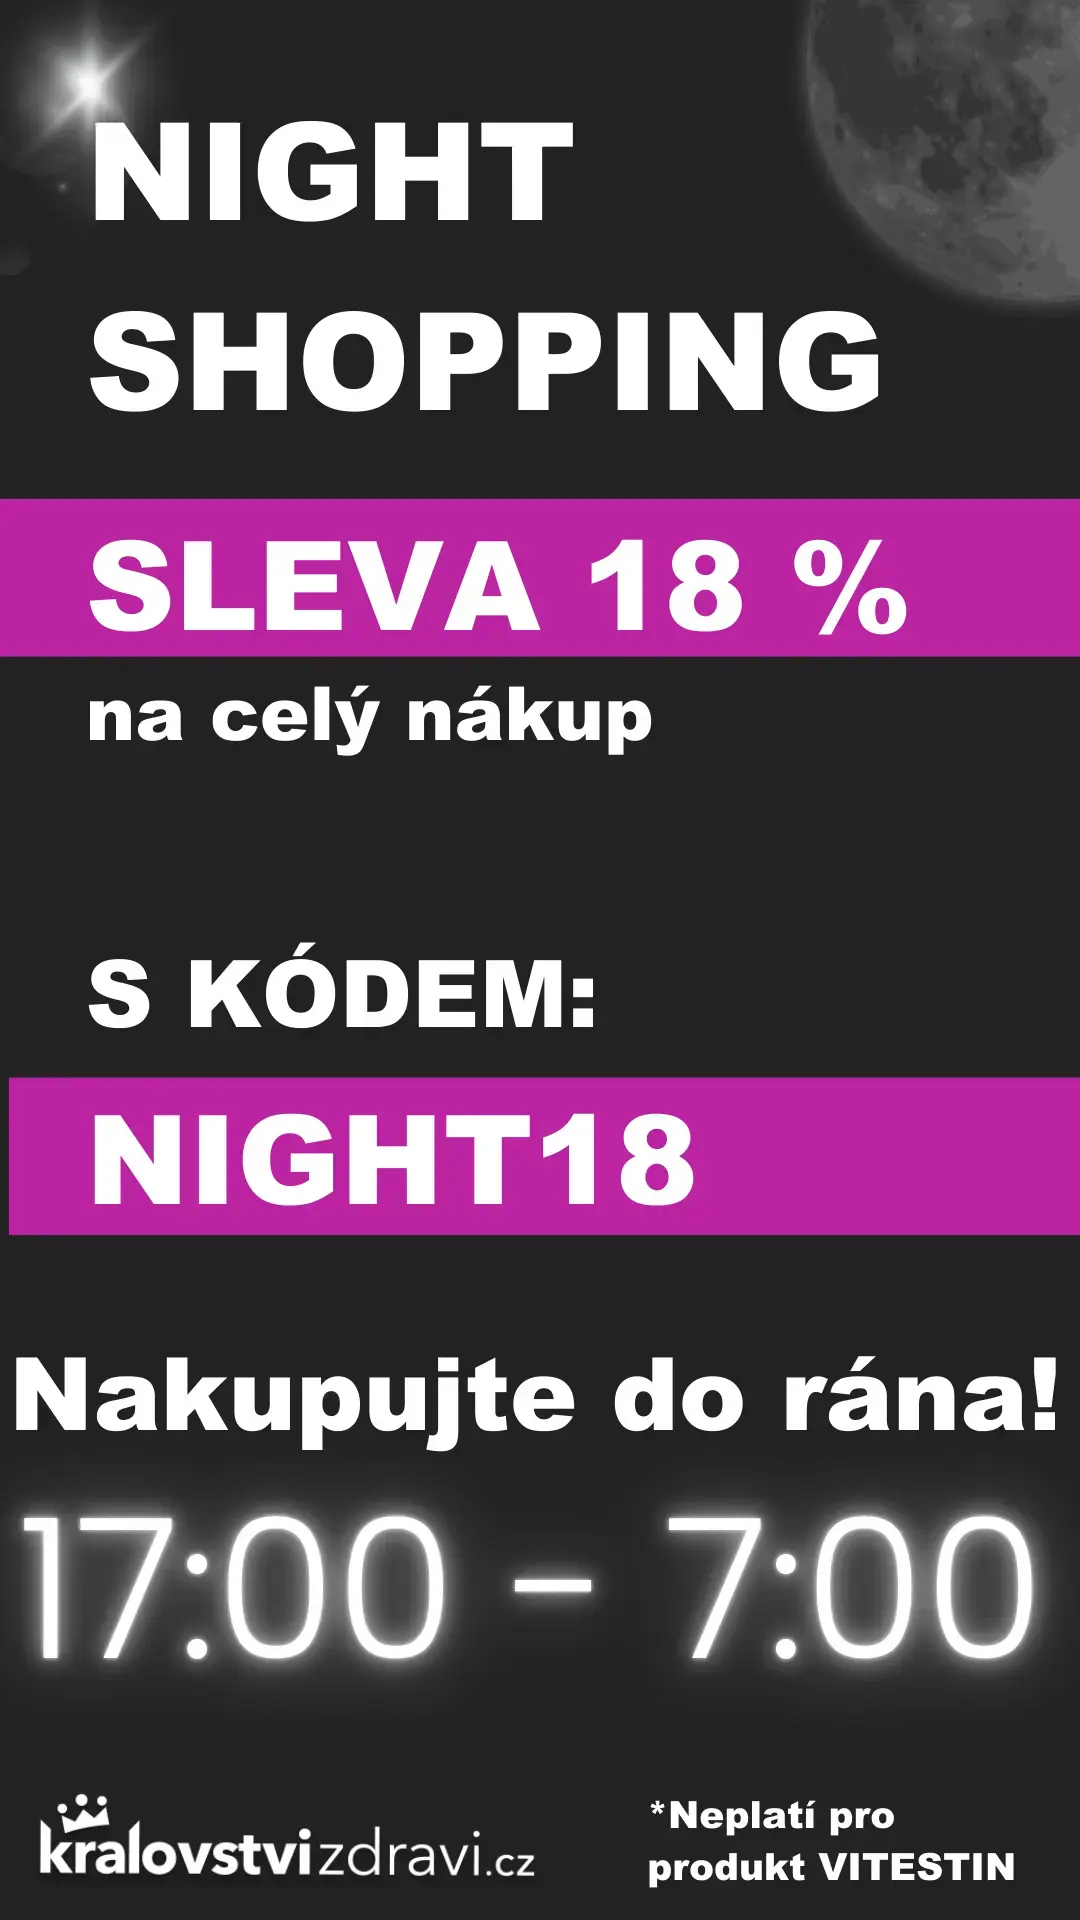 NIGHT
SHOPPING
SLEVA 18 %
na celý nákup
S KÓDEM:
NIGHT18
Nakupujte do rána!
17:00 - 7:00
kralovstvizdravi.cz
*Neplatí pro
produkt VITESTIN